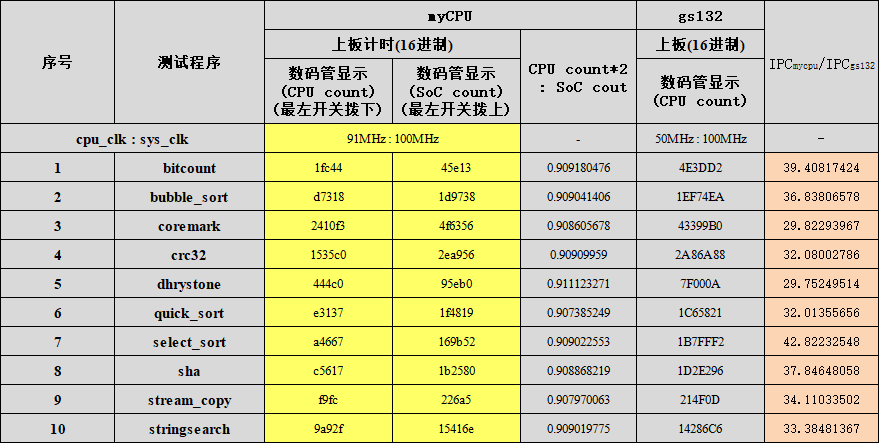 myCPU
gs132
序号
测试程序
上板计时(16进制)
CPU count*2
: SoC cout
上板(16进制)
IPCmycpu/IPCgs132
数码管显示
(CPU count)
(最左开关拨下)
数码管显示
(SoC count)
(最左开关拨上)
数码管显示
(CPU count)
cpu_clk : sys_clk 91MHz : 100MHz - 50MHz : 100MHz -
1 bitcount 1fc44 45e13 0.909180476 4E3DD2 39.40817424
2 bubble_sort d7318 1d9738 0.909041406 1EF74EA 36.83806578
3 coremark 2410f3 4f6356 0.908605678 43399B0 29.82293967
4 crc32 1535c0 2ea956 0.90909959 2A86A88 32.08002786
5 dhrystone 444c0 95eb0 0.911123271 7F000A 29.75249514
6 quick_sort e3137 1f4819 0.907385249 1C65821 32.01355656
7 select_sort a4667 169b52 0.909022553 1B7FFF2 42.82232548
8 sha c5617 1b2580 0.908868219 1D2E296 37.84648058
9 stream_copy f9fc 226a5 0.907970063 214F0D 34.11033502
10 stringsearch 9a92f 15416e 0.909019775 14286C6 33.38481367